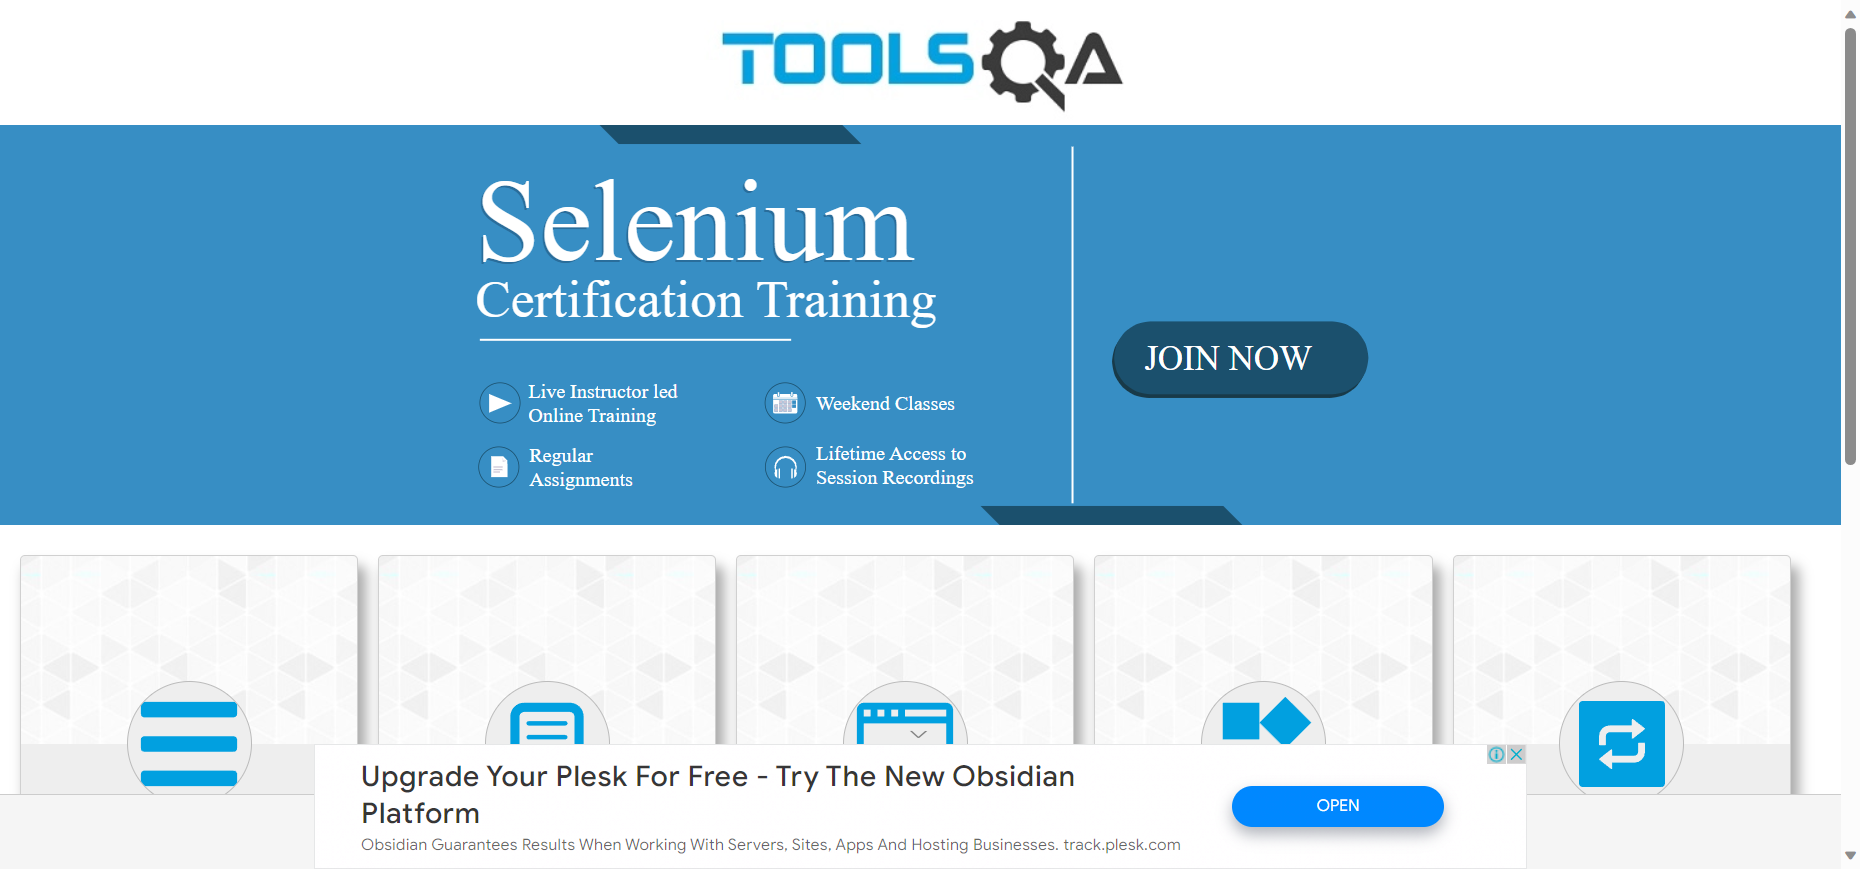 TOOLSQA
Selenium
Certification Training
JOIN NOW
Live Instructor led
Online Training
Weekend Classes
Regular
Assignments
Lifetime Access to
Session Recordings
Upgrade Your Plesk For Free - Try The New Obsidian
Platform
OPEN
Obsidian Guarantees Results When Working With Servers, Sites, Apps And Hosting Businesses. track.plesk.com